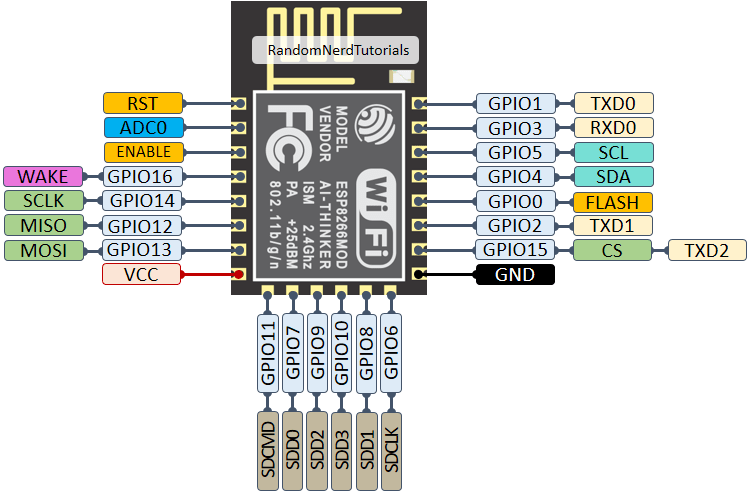 RandomNerdTutorials
RST
ADC0
ENABLE
WAKE GPIO16
SCLK GPIO14
MISO GPIO12
MOSI GPIO13
VCC
GPIO1 TXD0
GPIO3 RXD0
GPIO5 SCL
GPIO4 SDA
GPIO0 FLASH
GPIO2 TXD1
GPIO15 CS TXD2
GND
FC
WiFi
MODEL ESP8266MOD
VENDOR AI-THINKER
ISM 2.4Ghz
PA +25dBM
802.11b/g/n
GPIO11 SDCMD
GPIO7 SDD0
GPIO9 SDD2
GPIO10 SDD3
GPIO8 SDD1
GPIO6 SDCLK